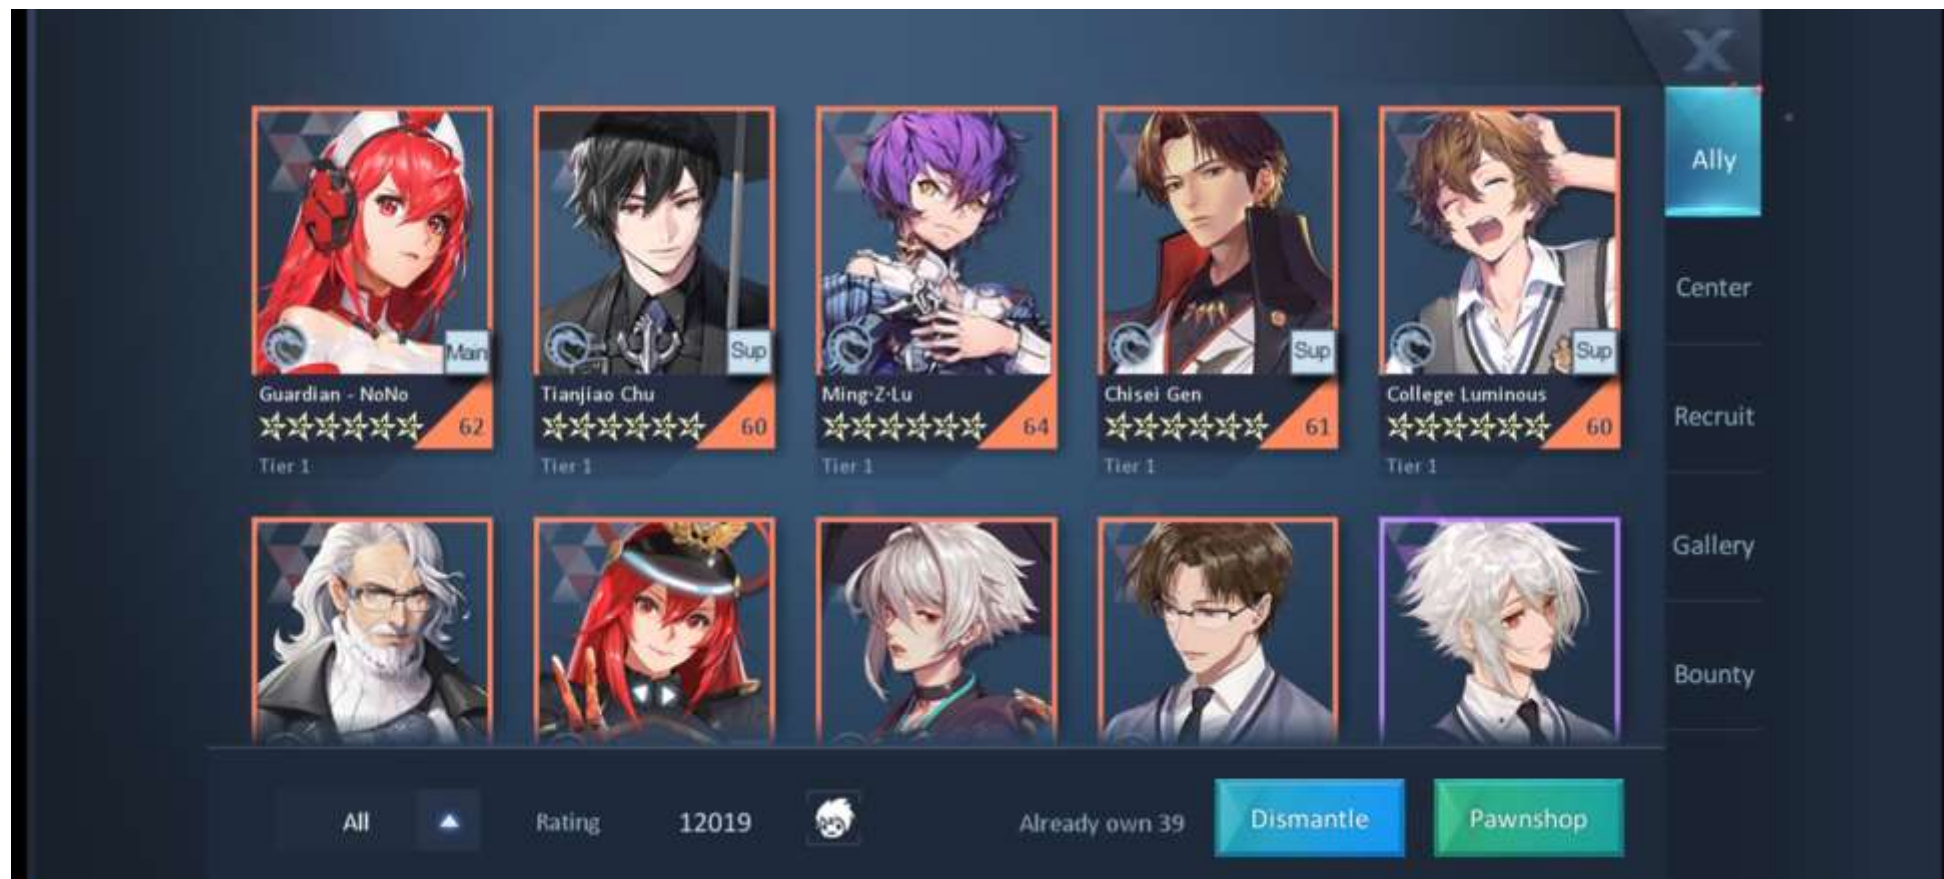 X
Ally
Main
Sup
Sup
Sup
Guardian - NoNo
Tianjiao Chu
Ming·Z·Lu
Chisei Gen
College Luminous
62
60
64
61
60
Tier 1
Tier 1
Tier 1
Tier 1
Tier 1
Center
Recruit
Gallery
Bounty
All
Rating
12019
Already own 39
Dismantle
Pawnshop